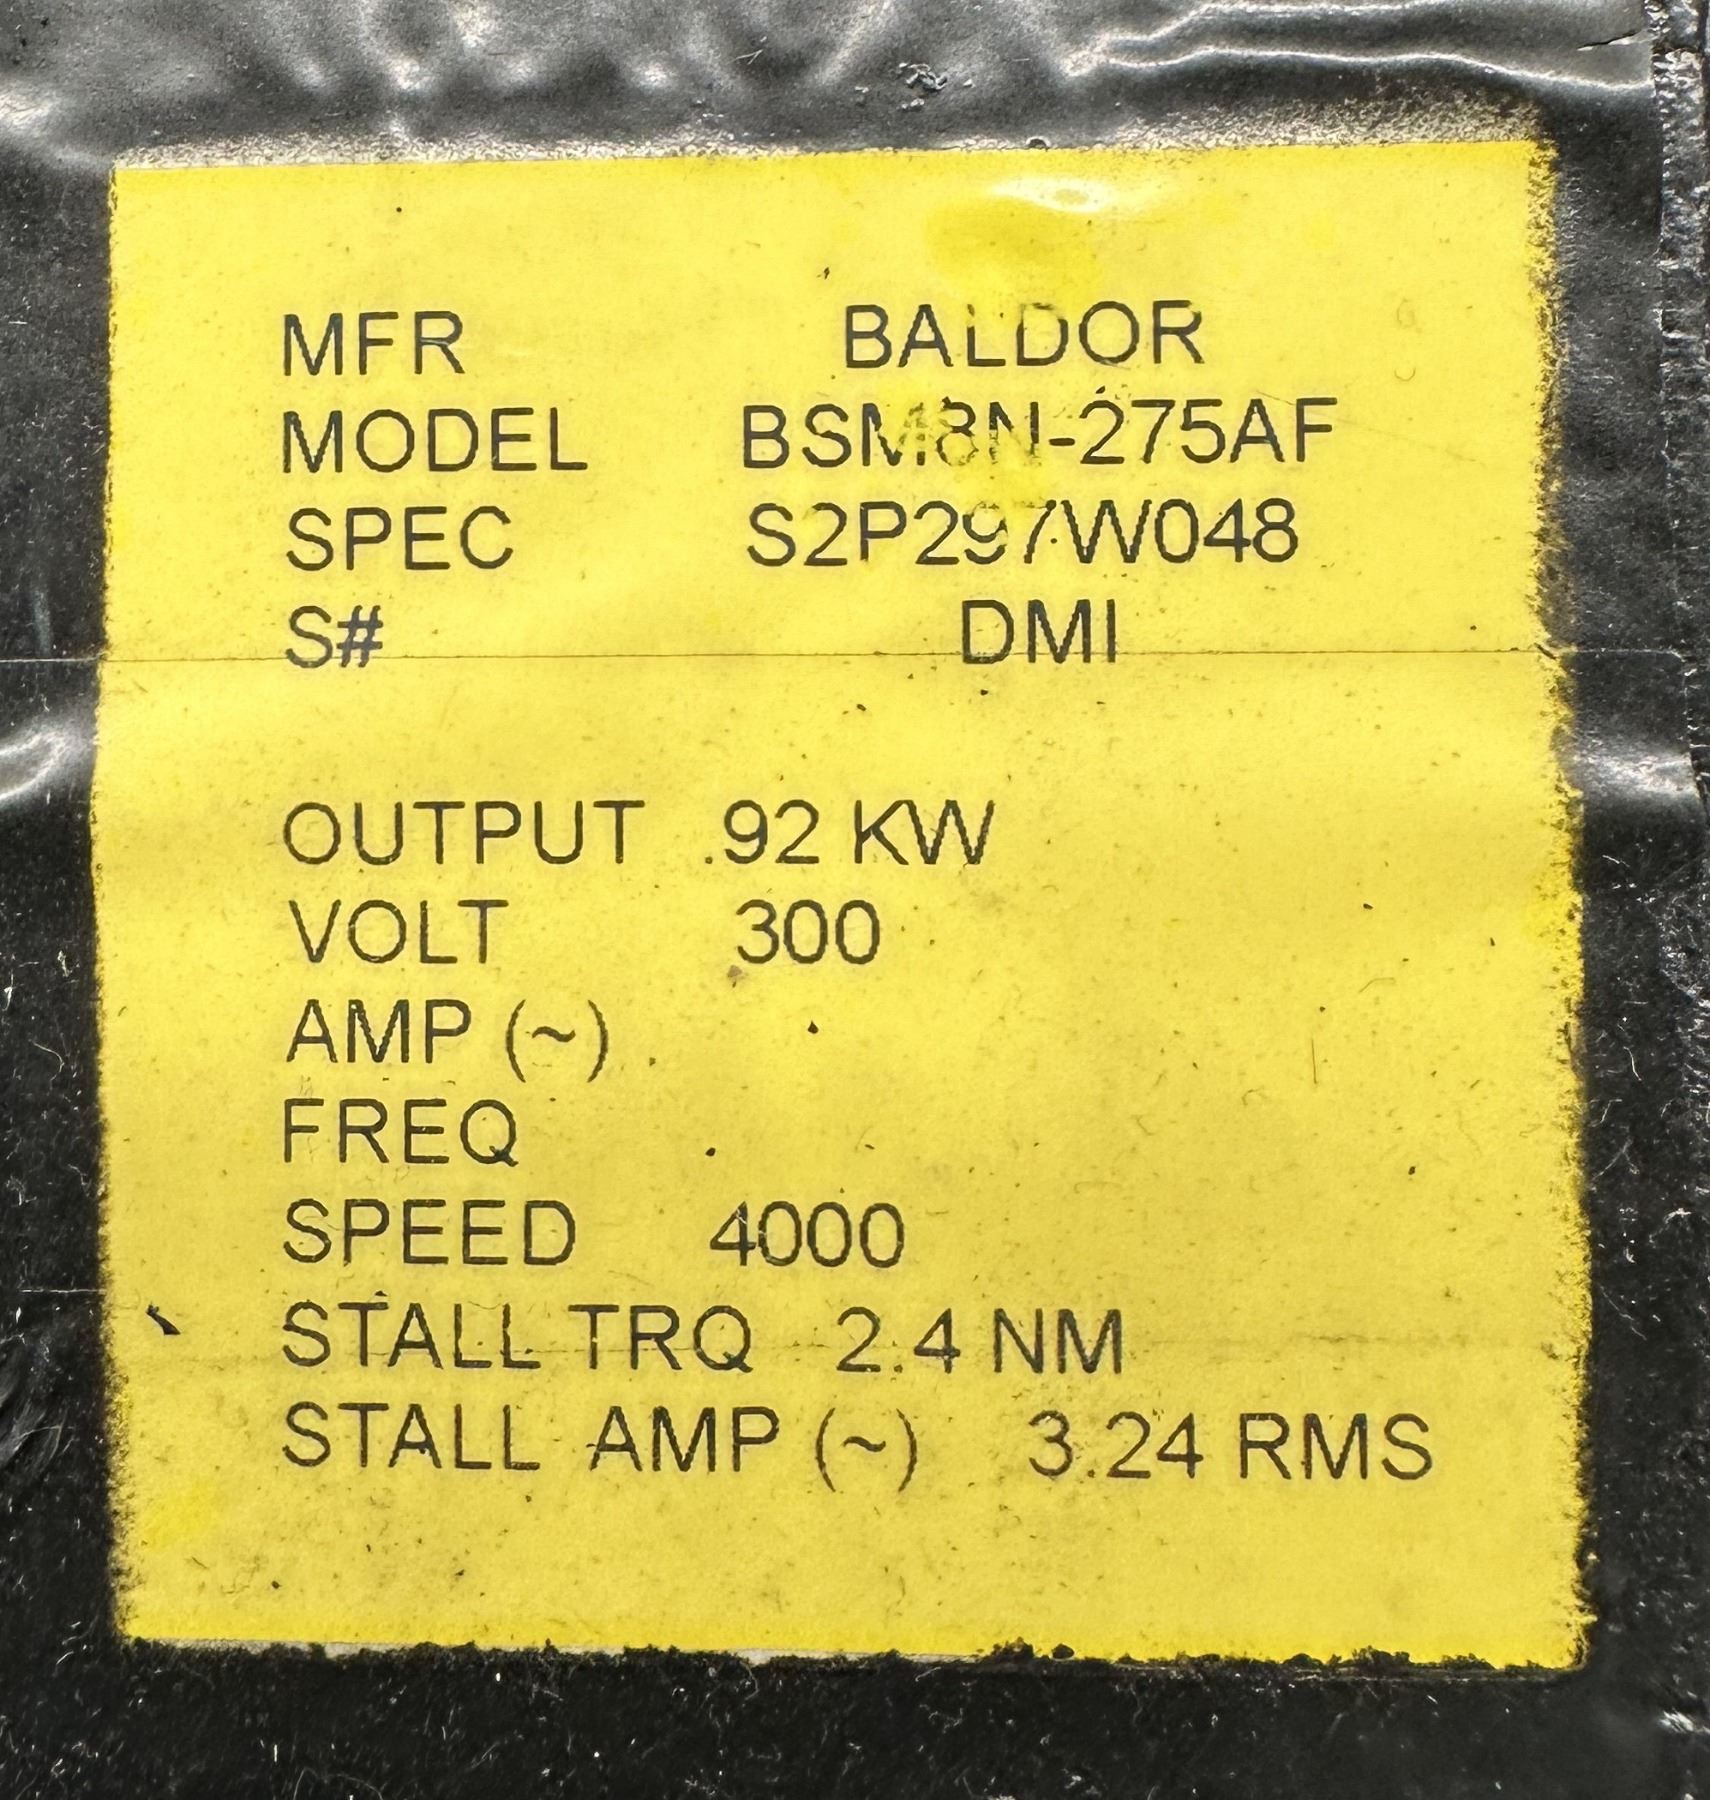 MFR BALDOR
MODEL BSM8N-275AF
SPEC S2P297W048
S# DMI
OUTPUT .92 KW
VOLT 300
AMP (~)
FREQ
SPEED 4000
STALL TRQ 2.4 NM
STALL AMP (~) 3.24 RMS